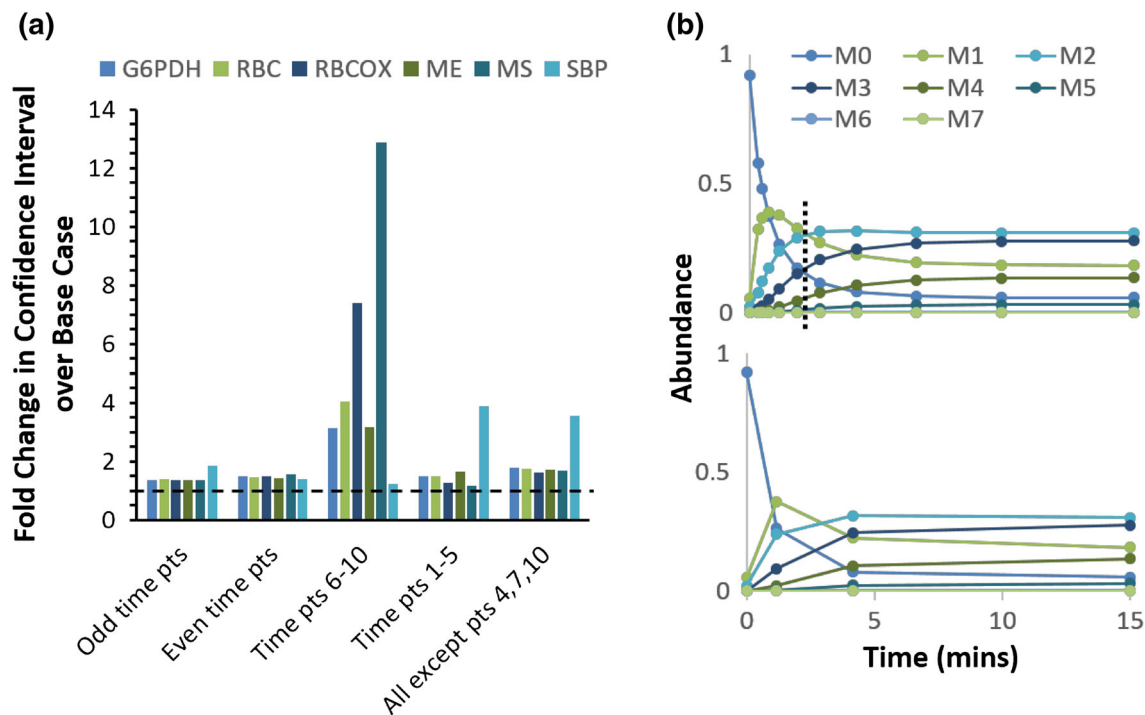 (a)
G6PDH RBC RBCOX ME MS SBP
Fold Change in Confidence Interval
over Base Case
14
12
10
8
6
4
2
0
Odd time pts
Even time pts
Time pts 6-10
Time pts 1-5
All except pts 4,7,10
(b)
M0 M1 M2
M3 M4 M5
M6 M7
Abundance
1
0.5
0
1
0.5
0
0 5 10 15
Time (mins)